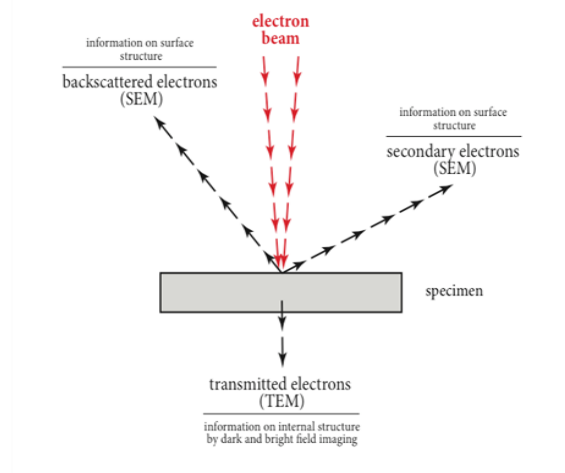 electron
beam
information on surface
structure
backscattered electrons
(SEM)
information on surface
structure
secondary electrons
(SEM)
specimen
transmitted electrons
(TEM)
information on internal structure
by dark and bright field imaging